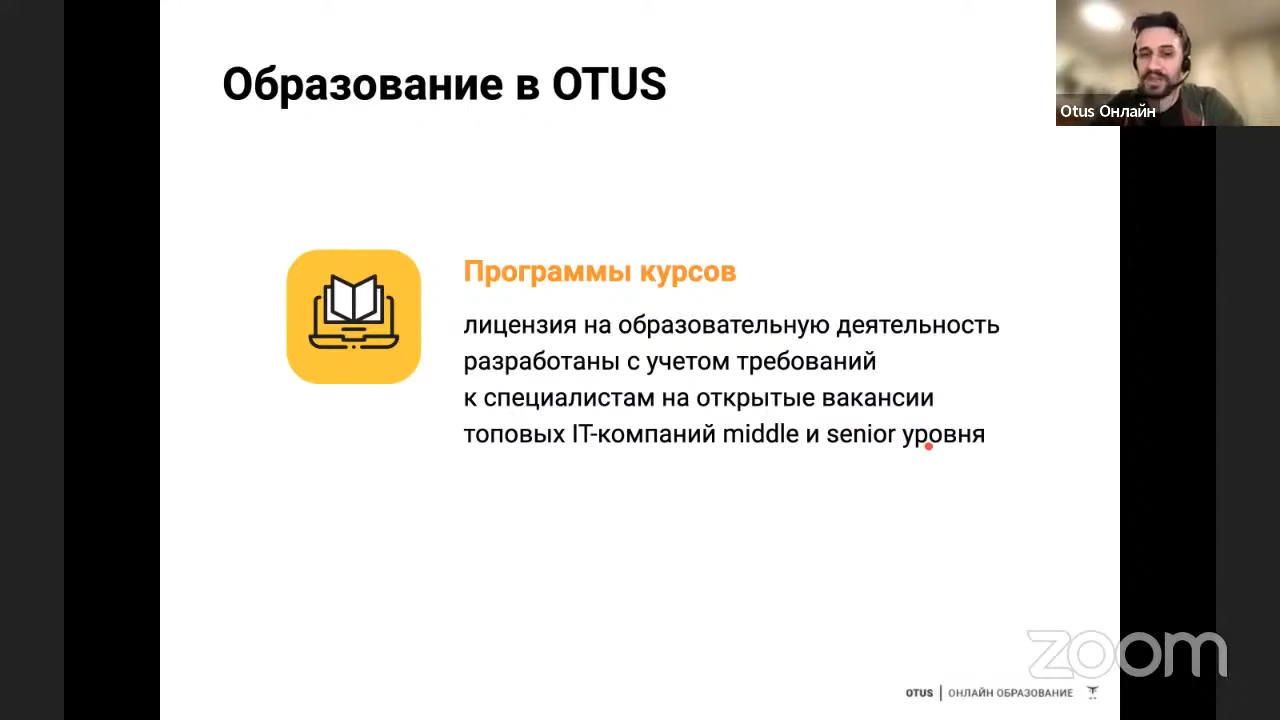 Образование в OTUS
Otus Онлайн
Программы курсов
лицензия на образовательную деятельность
разработаны с учетом требований
к специалистам на открытые вакансии
топовых IT-компаний middle и senior уровня
zoom
OTUS | ОНЛАЙН ОБРАЗОВАНИЕ